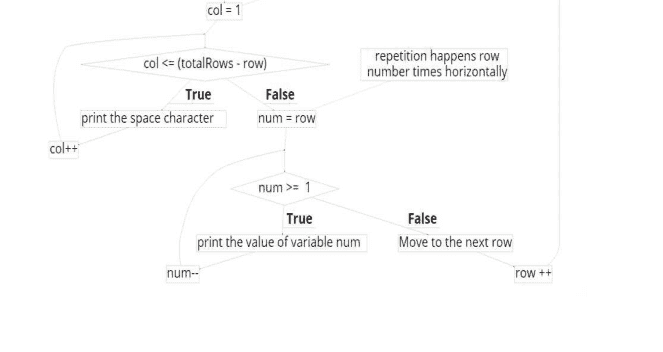 col = 1
col <= (totalRows - row)
repetition happens row
number times horizontally
True
False
print the space character
num = row
col++
num >= 1
True
False
print the value of variable num
Move to the next row
num--
row ++